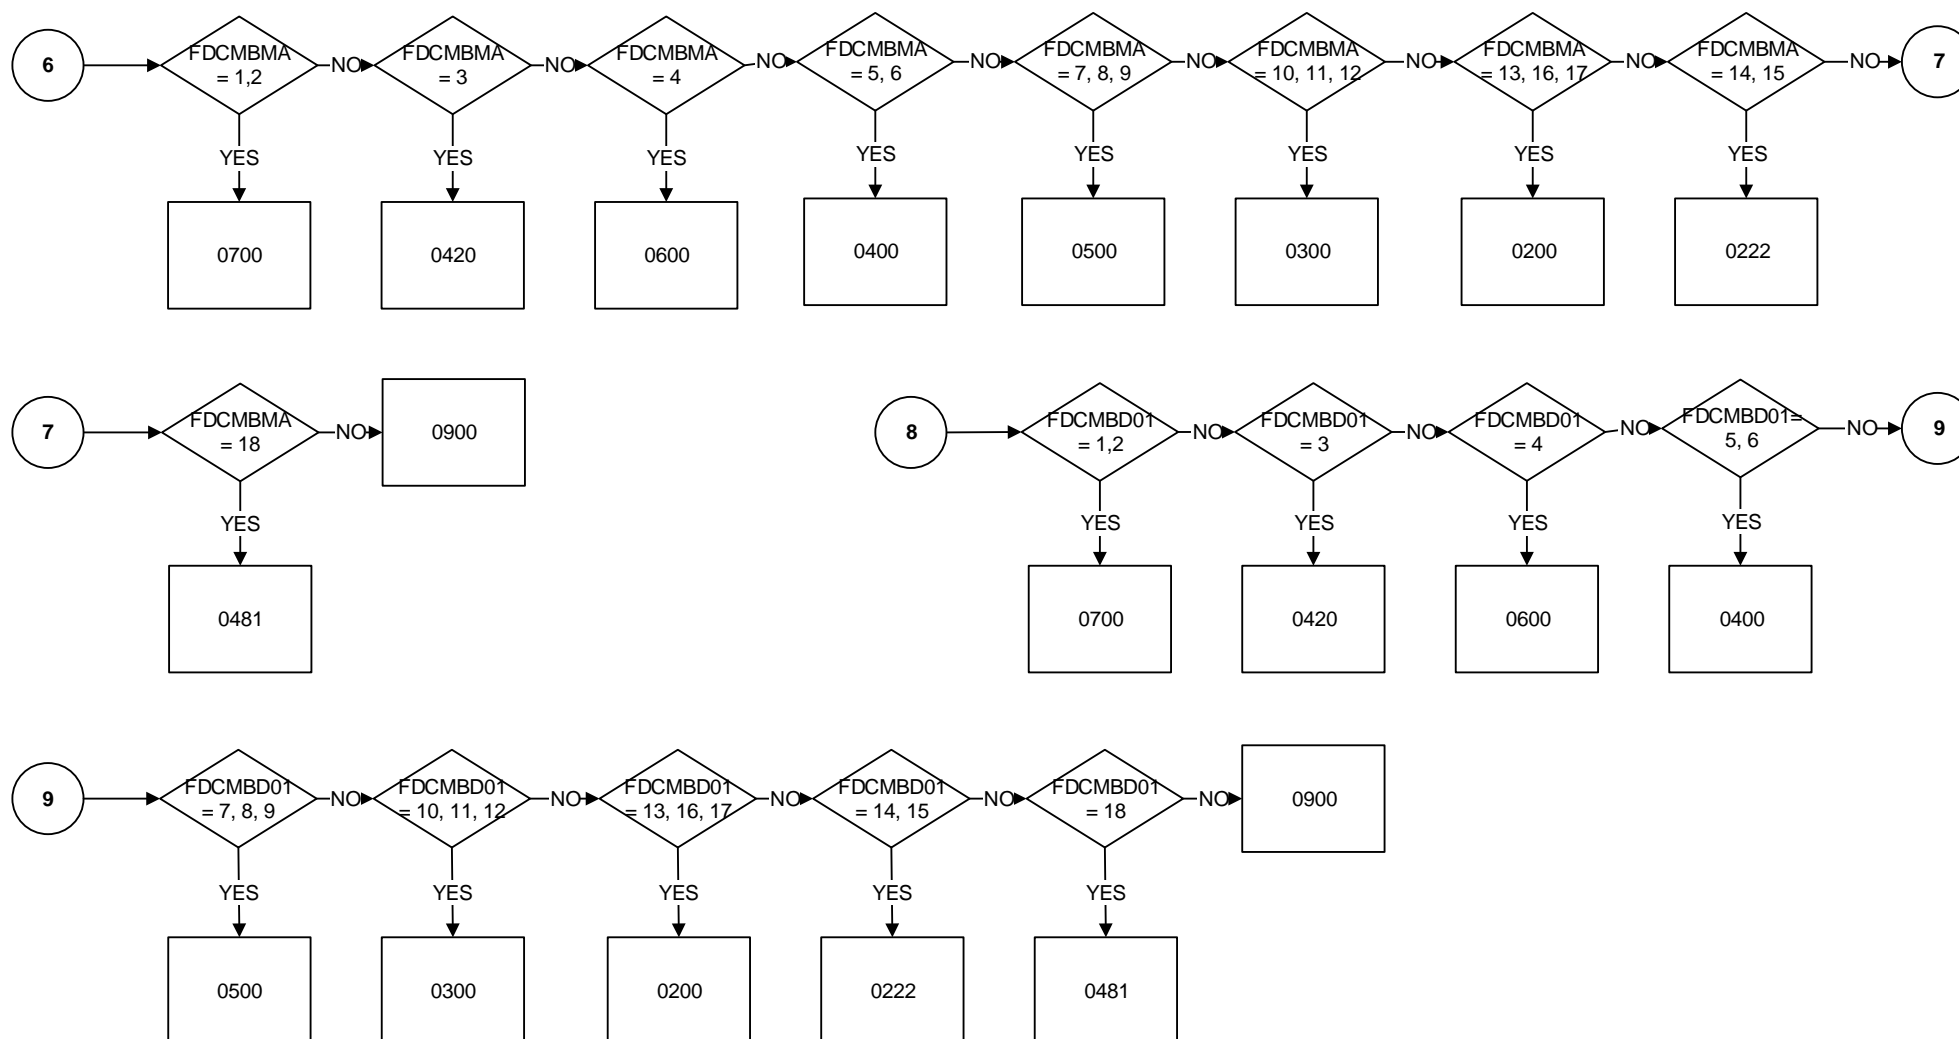 6
FDCMBMA
= 1,2
NO
FDCMBMA
= 3
NO
FDCMBMA
= 4
NO
FDCMBMA
= 5, 6
NO
FDCMBMA
= 7, 8, 9
NO
FDCMBMA
= 10, 11, 12
NO
FDCMBMA
= 13, 16, 17
NO
FDCMBMA
= 14, 15
NO
7
YES
YES
YES
YES
YES
YES
YES
YES
0700
0420
0600
0400
0500
0300
0200
0222
7
FDCMBMA
= 18
NO
0900
YES
0481
8
FDCMBD01
= 1,2
NO
FDCMBD01
= 3
NO
FDCMBD01
= 4
NO
FDCMBD01=
5, 6
NO
9
YES
YES
YES
YES
0700
0420
0600
0400
9
FDCMBD01
= 7, 8, 9
NO
FDCMBD01
= 10, 11, 12
NO
FDCMBD01
= 13, 16, 17
NO
FDCMBD01
= 14, 15
NO
FDCMBD01
= 18
NO
0900
YES
YES
YES
YES
YES
0500
0300
0200
0222
0481